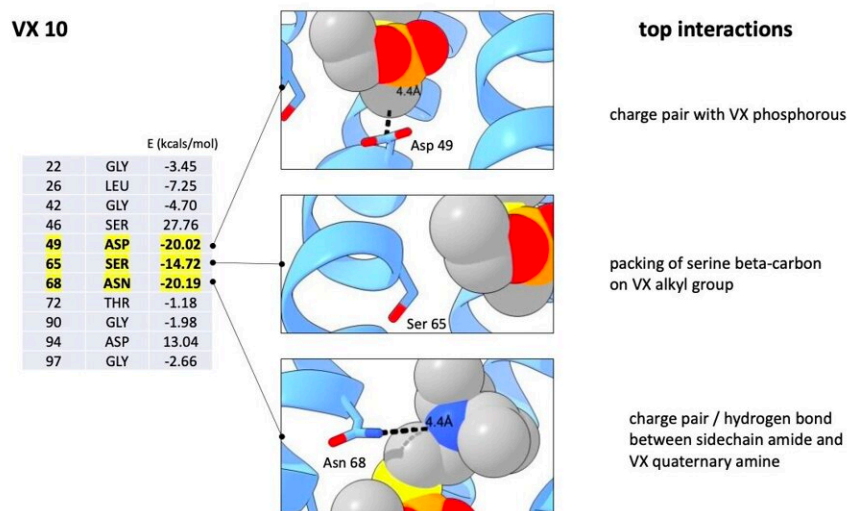 VX 10
top interactions
E (kcals/mol)
22 GLY -3.45
26 LEU -7.25
42 GLY -4.70
46 SER 27.76
49 ASP -20.02
65 SER -14.72
68 ASN -20.19
72 THR -1.18
90 GLY -1.98
94 ASP 13.04
97 GLY -2.66
4.4Å
Asp 49
charge pair with VX phosphorous
Ser 65
packing of serine beta-carbon
on VX alkyl group
4.4Å
Asn 68
charge pair / hydrogen bond
between sidechain amide and
VX quaternary amine